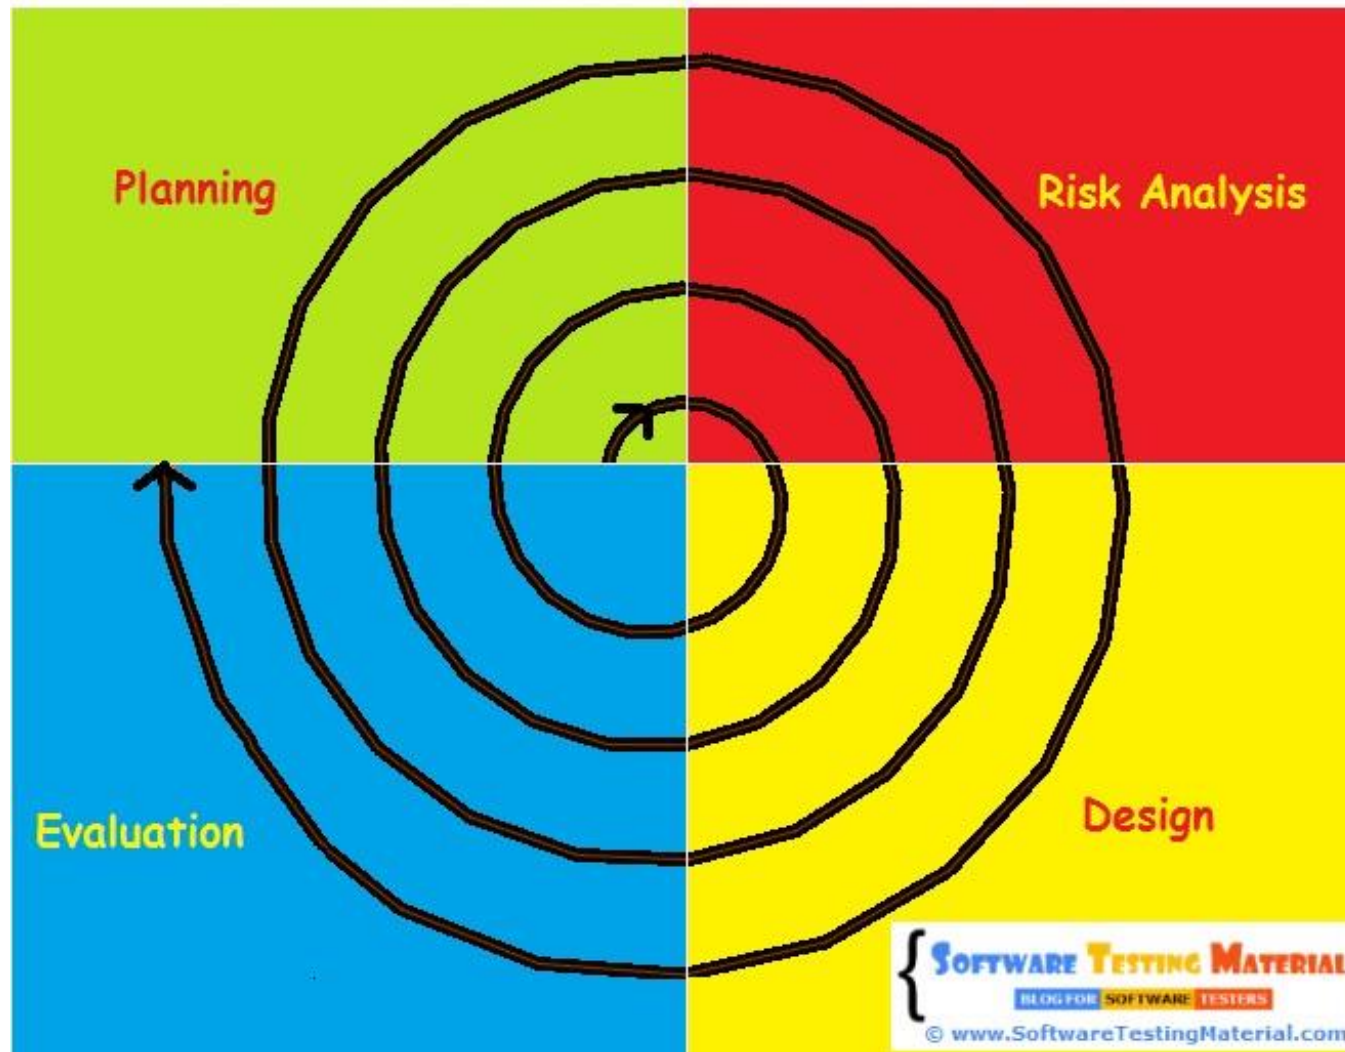 Planning
Risk Analysis
Evaluation
Design
{ SOFTWARE TESTING MATERIAL
BLOG FOR SOFTWARE TESTERS
© www.SoftwareTestingMaterial.com